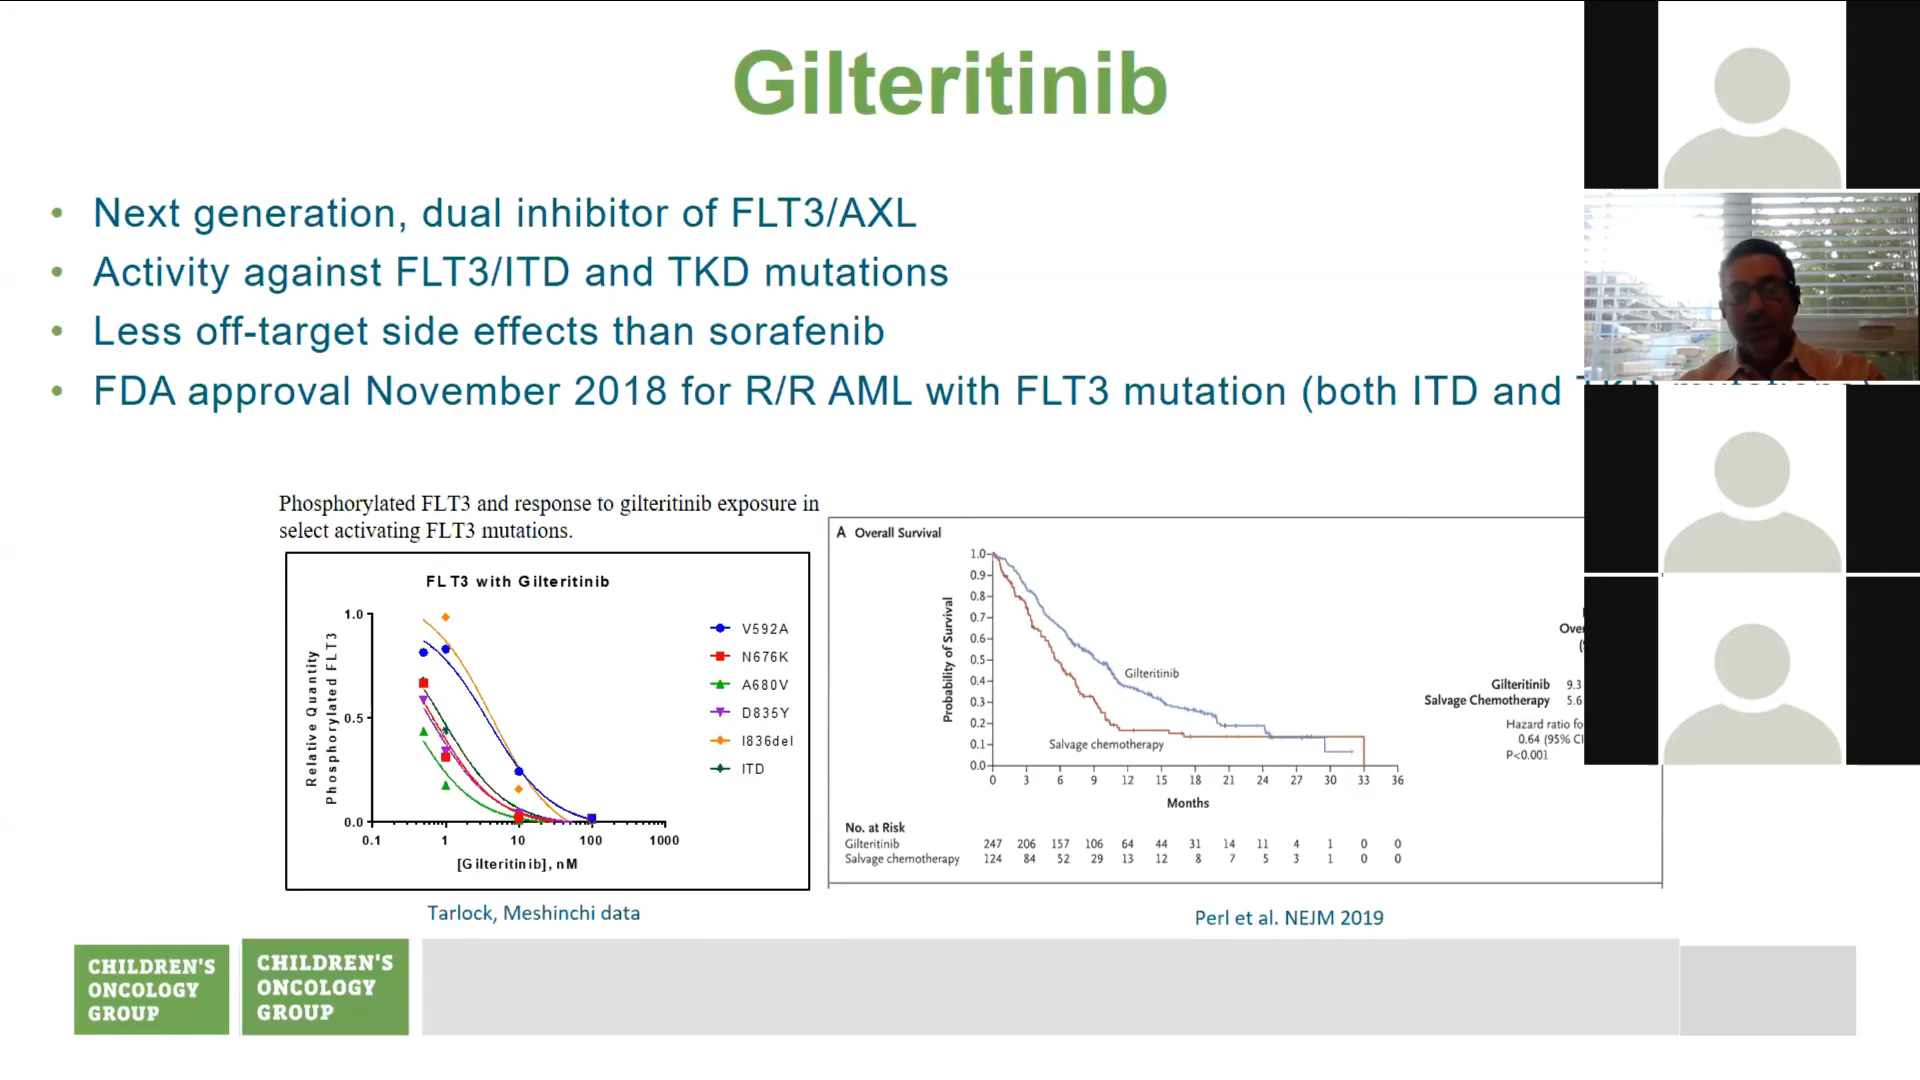 Gilteritinib
• Next generation, dual inhibitor of FLT3/AXL
• Activity against FLT3/ITD and TKD mutations
• Less off-target side effects than sorafenib
• FDA approval November 2018 for R/R AML with FLT3 mutation (both ITD and
Phosphorylated FLT3 and response to gilteritinib exposure in
select activating FLT3 mutations.
FLT3 with Gilteritinib
Relative Quantity
Phosphorylated FLT3
1.0
0.5
0.0
0.1 1 10 100 1000
[Gilteritinib], nM
V592A
N676K
A680V
D835Y
I836del
ITD
Tarlock, Meshinchi data
A Overall Survival
Probability of Survival
1.0
0.9
0.8
0.7
0.6
0.5
0.4
0.3
0.2
0.1
0.0
Gilteritinib
Salvage chemotherapy
0 3 6 9 12 15 18 21 24 27 30 33 36
Months
Gilteritinib 9.3
Salvage Chemotherapy 5.6
Hazard ratio fo
0.64 (95% CI
P<0.001
No. at Risk
Gilteritinib 247 206 157 106 64 44 31 14 11 4 1 0 0
Salvage chemotherapy 124 84 52 29 13 12 8 7 5 3 1 0 0
Perl et al. NEJM 2019
CHILDREN'S
ONCOLOGY
GROUP
CHILDREN'S
ONCOLOGY
GROUP